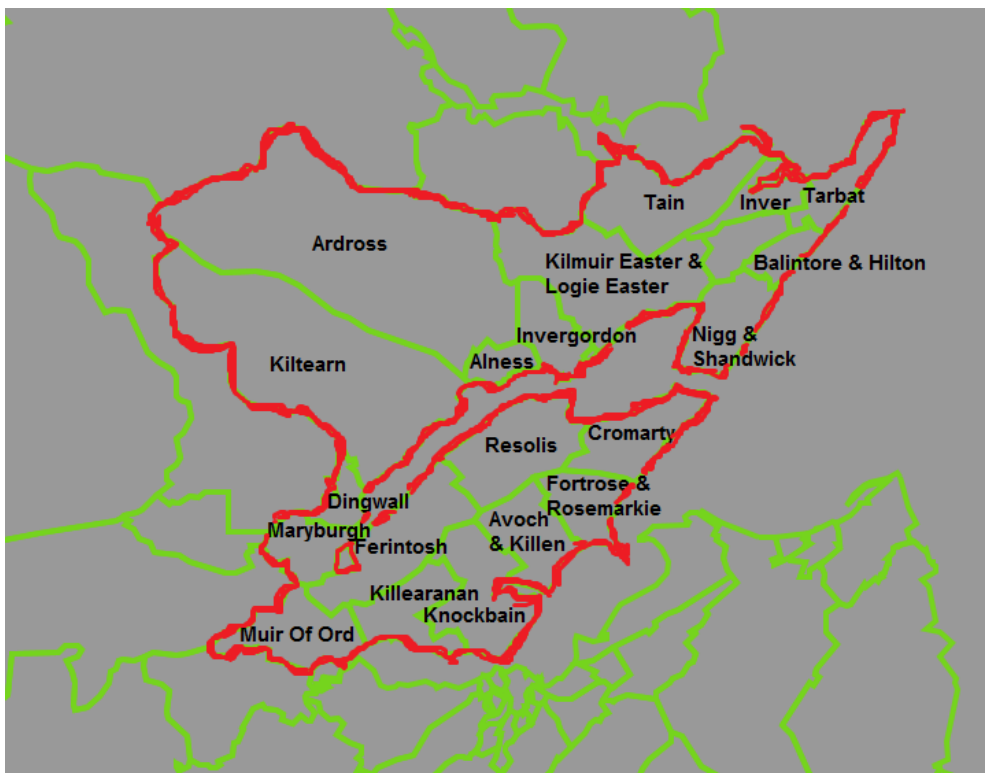 Tain
Inver
Tarbat
Ardross
Kilmuir Easter &
Logie Easter
Balintore & Hilton
Invergordon
Nigg &
Shandwick
Alness
Kiltearn
Cromarty
Resolis
Fortrose &
Rosemarkie
Dingwall
Avoch
& Killen
Maryburgh
Ferintosh
Killearanan
Knockbain
Muir Of Ord